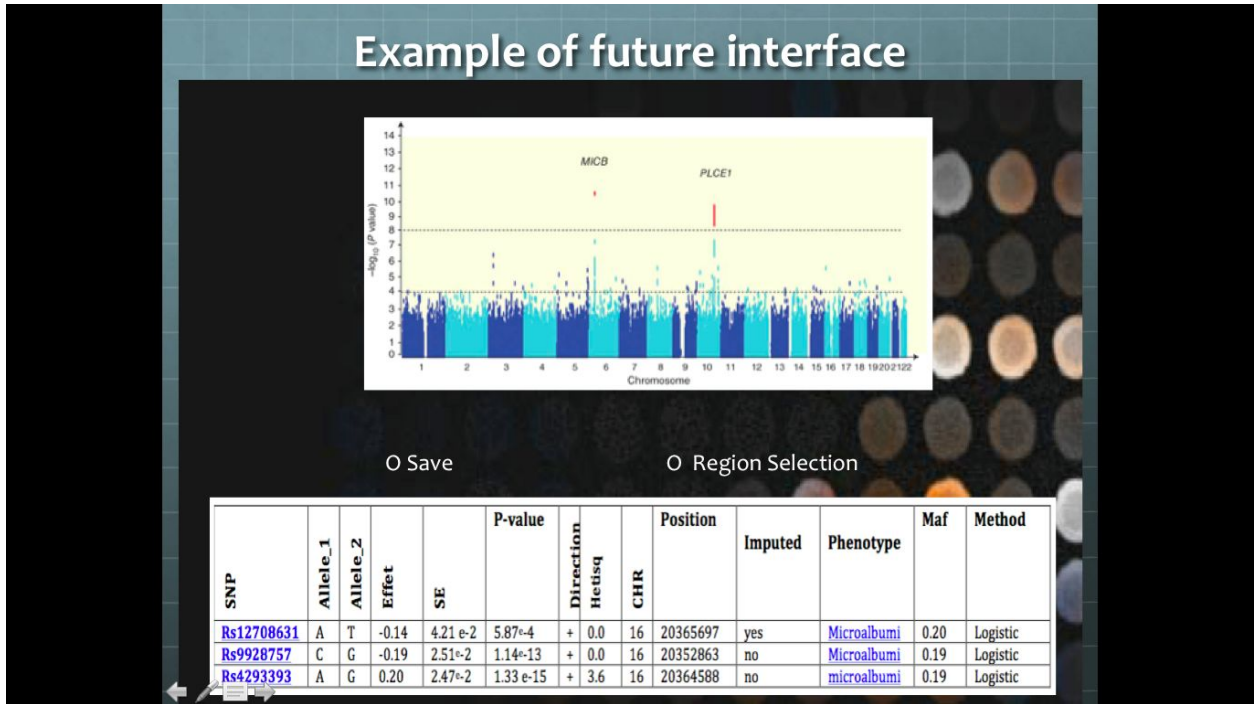 Example of future interface
14
13
12
11
10
9
8
7
6
5
4
3
2
1
0
–log10 (P value)
MICB
PLCE1
1 2 3 4 5 6 7 8 9 10 11 12 13 14 15 16 17 18 19 20 21 22
Chromosome
O Save
O Region Selection
SNP Allele_1 Allele_2 Effet SE P-value Direction Hetisq CHR Position Imputed Phenotype Maf Method
Rs12708631 A T -0.14 4.21 e-2 5.87e-4 + 0.0 16 20365697 yes Microalbumi 0.20 Logistic
Rs9928757 C G -0.19 2.51e-2 1.14e-13 + 0.0 16 20352863 no Microalbumi 0.19 Logistic
Rs4293393 A G 0.20 2.47e-2 1.33 e-15 + 3.6 16 20364588 no microalbumi 0.19 Logistic